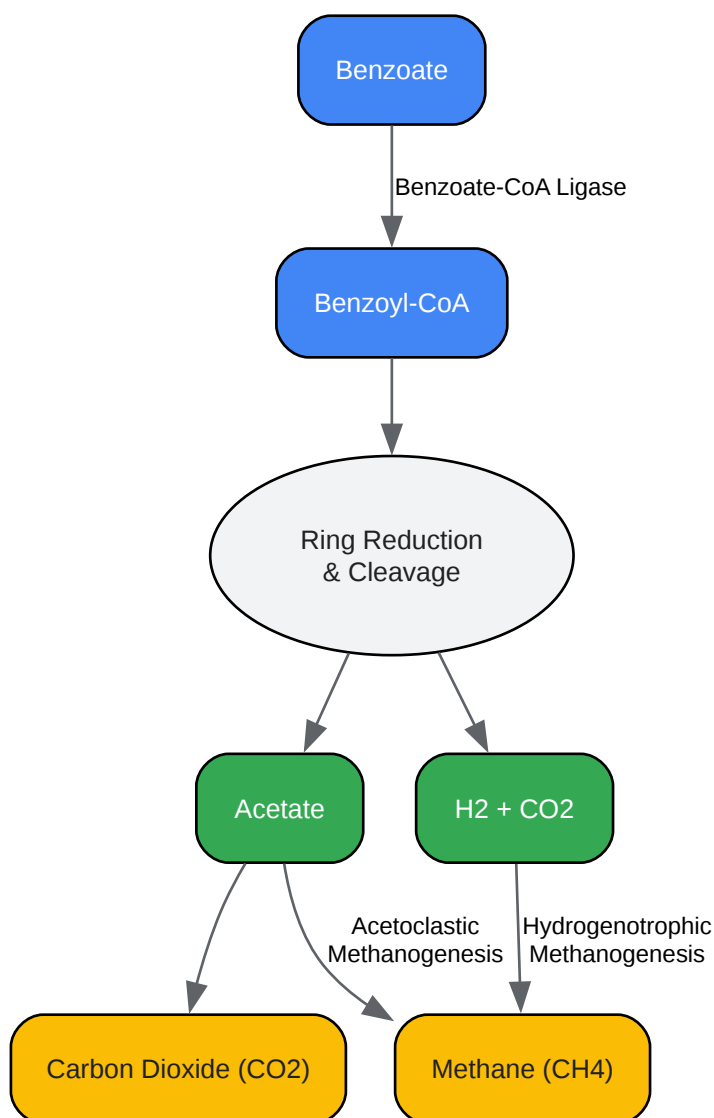 Benzoate
Benzoate-CoA Ligase
Benzoyl-CoA
Ring Reduction
& Cleavage
Acetate
H2 + CO2
Acetoclastic
Methanogenesis
Hydrogenotrophic
Methanogenesis
Carbon Dioxide (CO2)
Methane (CH4)